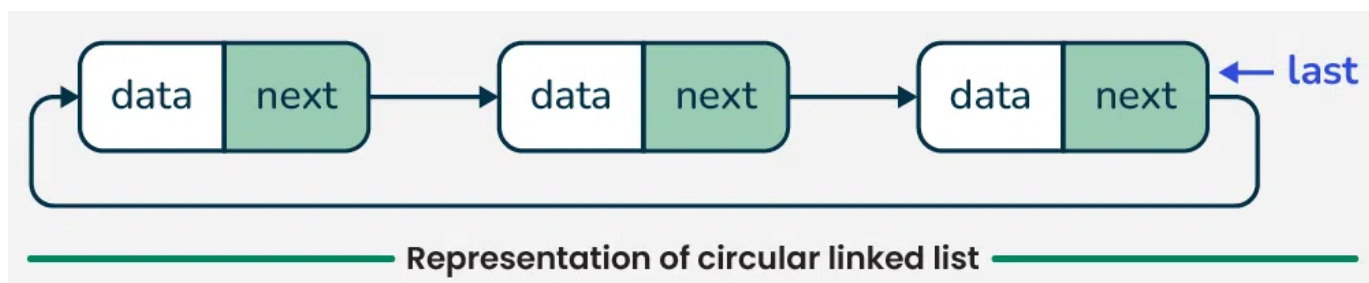 data next data next data next last
Representation of circular linked list